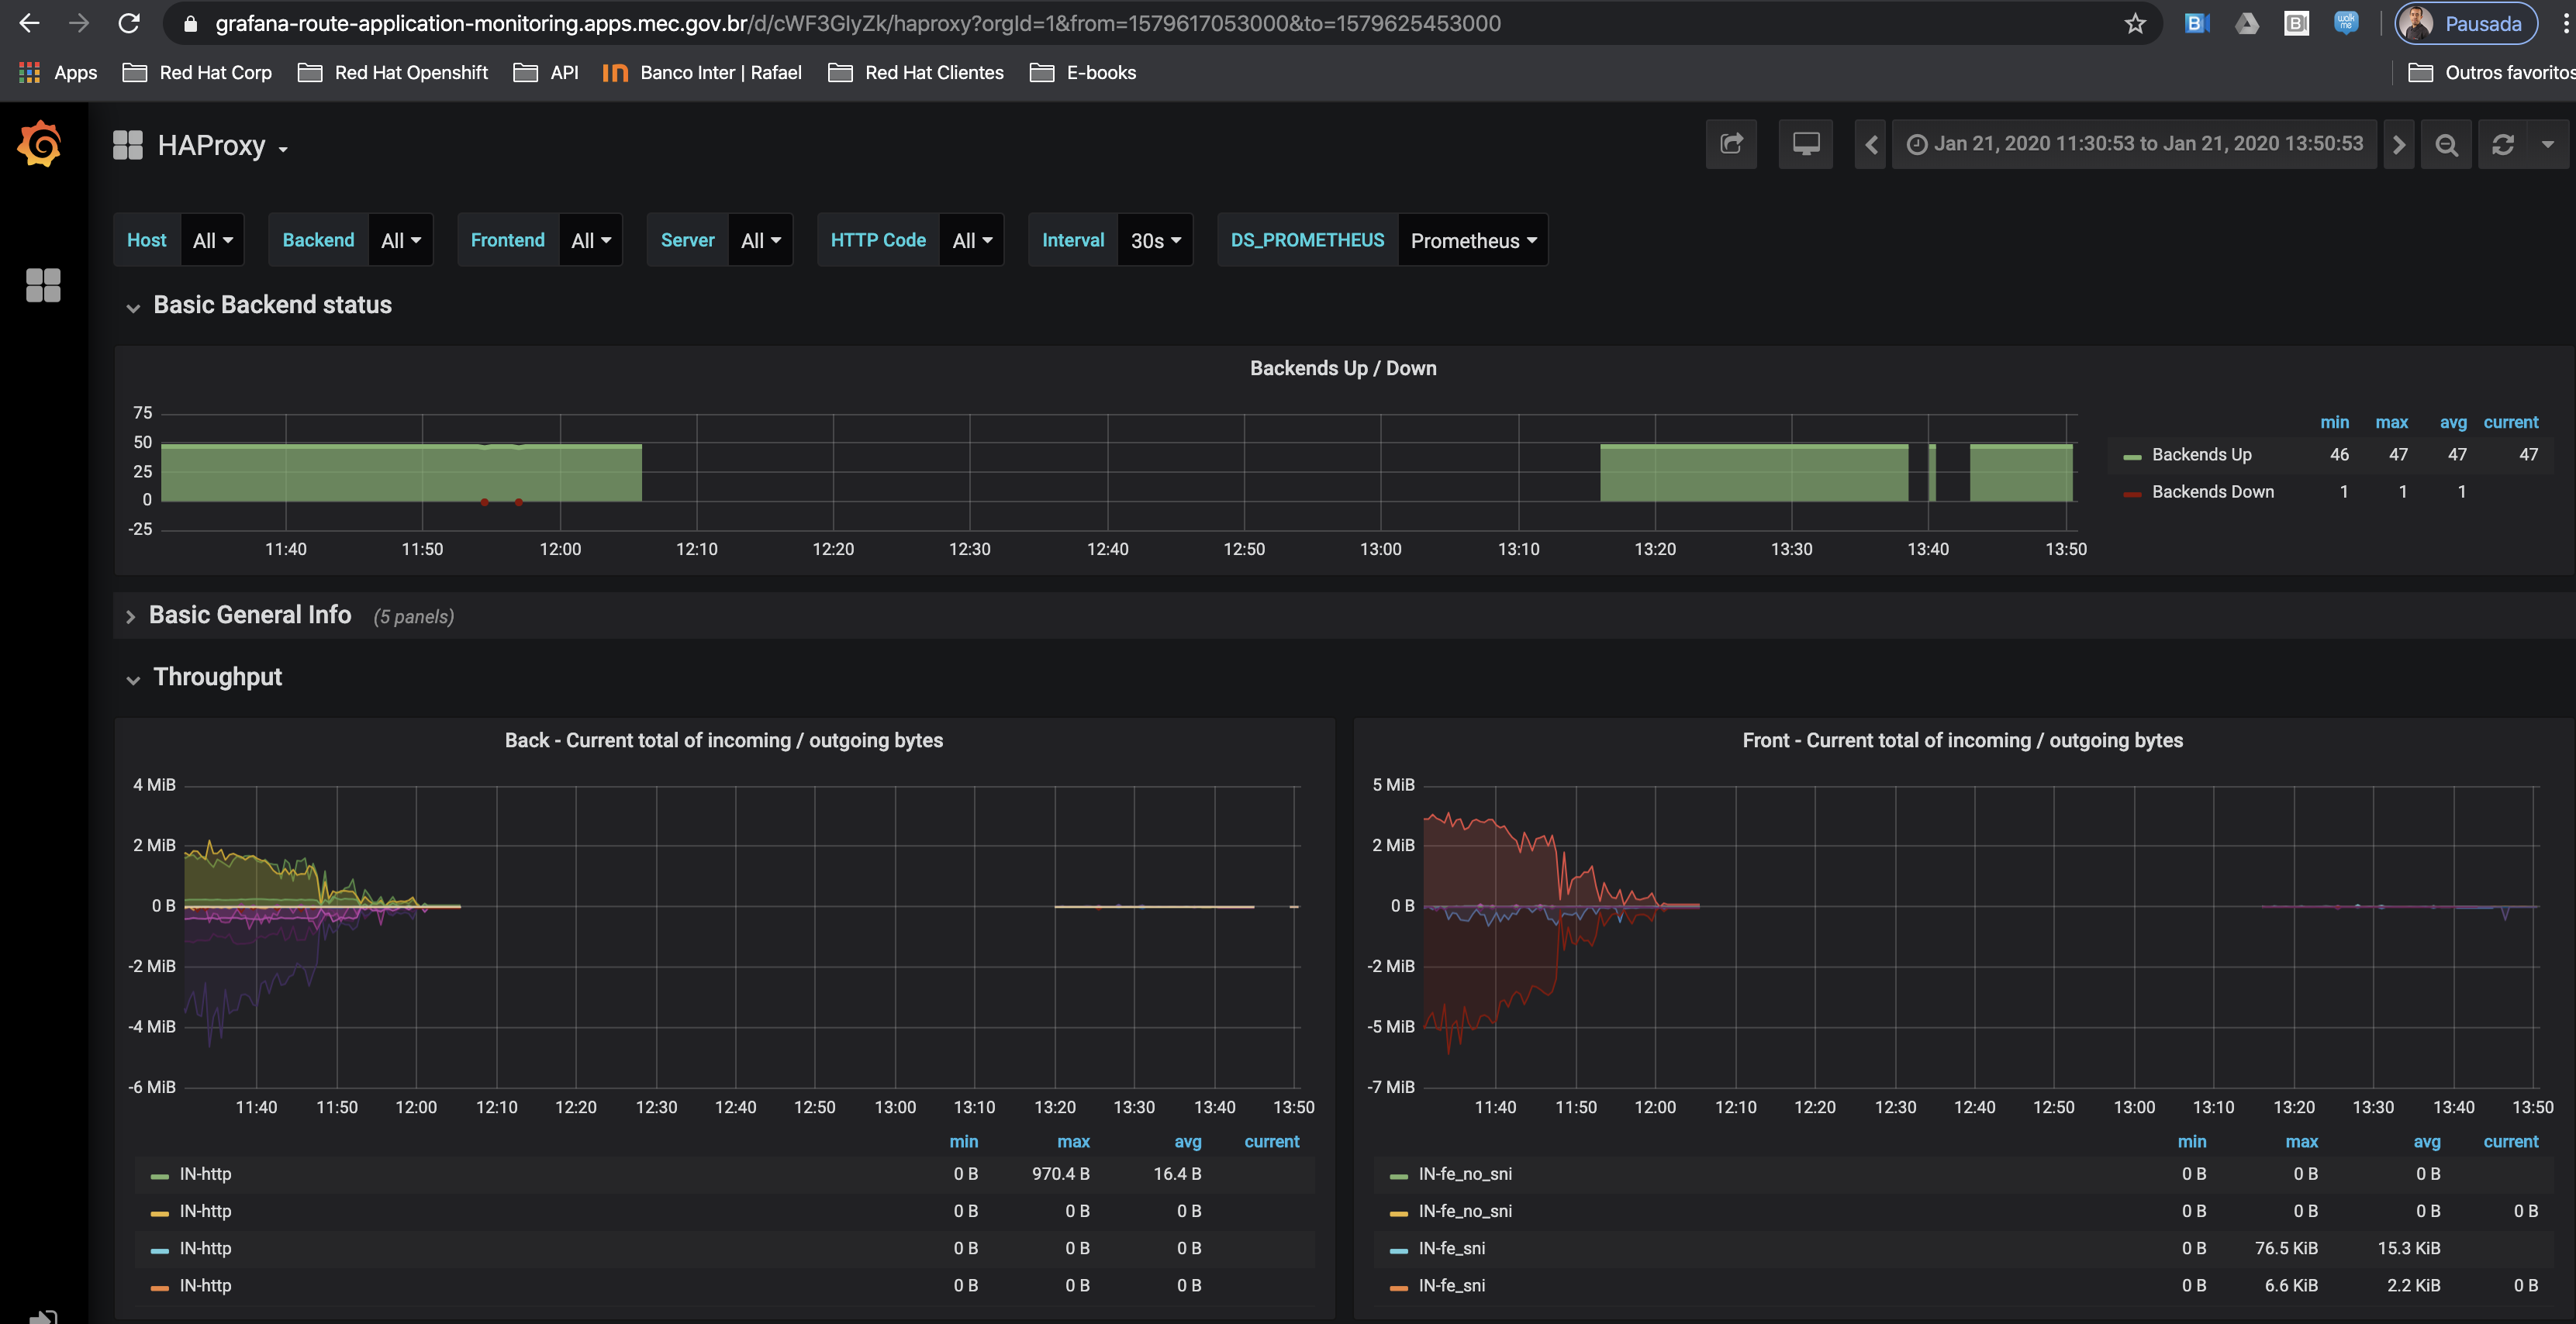 grafana-route-application-monitoring.apps.mec.gov.br/d/cWF3GIyZk/haproxy?orgId=1&from=1579617053000&to=1579625453000
B
B
walk me
Pausada
Apps
Red Hat Corp
Red Hat Openshift
API
Banco Inter | Rafael
Red Hat Clientes
E-books
Outros favoritos
HAProxy
Jan 21, 2020 11:30:53 to Jan 21, 2020 13:50:53
Host All
Backend All
Frontend All
Server All
HTTP Code All
Interval 30s
DS_PROMETHEUS Prometheus
Basic Backend status
Backends Up / Down
75
50
25
0
-25
11:40 11:50 12:00 12:10 12:20 12:30 12:40 12:50 13:00 13:10 13:20 13:30 13:40 13:50
min max avg current
Backends Up 46 47 47 47
Backends Down 1 1 1
Basic General Info (5 panels)
Throughput
Back - Current total of incoming / outgoing bytes
4 MiB
2 MiB
0 B
-2 MiB
-4 MiB
-6 MiB
11:40 11:50 12:00 12:10 12:20 12:30 12:40 12:50 13:00 13:10 13:20 13:30 13:40 13:50
min max avg current
IN-http 0 B 970.4 B 16.4 B
IN-http 0 B 0 B 0 B
IN-http 0 B 0 B 0 B
IN-http 0 B 0 B 0 B
Front - Current total of incoming / outgoing bytes
5 MiB
2 MiB
0 B
-2 MiB
-5 MiB
-7 MiB
11:40 11:50 12:00 12:10 12:20 12:30 12:40 12:50 13:00 13:10 13:20 13:30 13:40 13:50
min max avg current
IN-fe_no_sni 0 B 0 B 0 B
IN-fe_no_sni 0 B 0 B 0 B 0 B
IN-fe_sni 0 B 76.5 KiB 15.3 KiB
IN-fe_sni 0 B 6.6 KiB 2.2 KiB 0 B